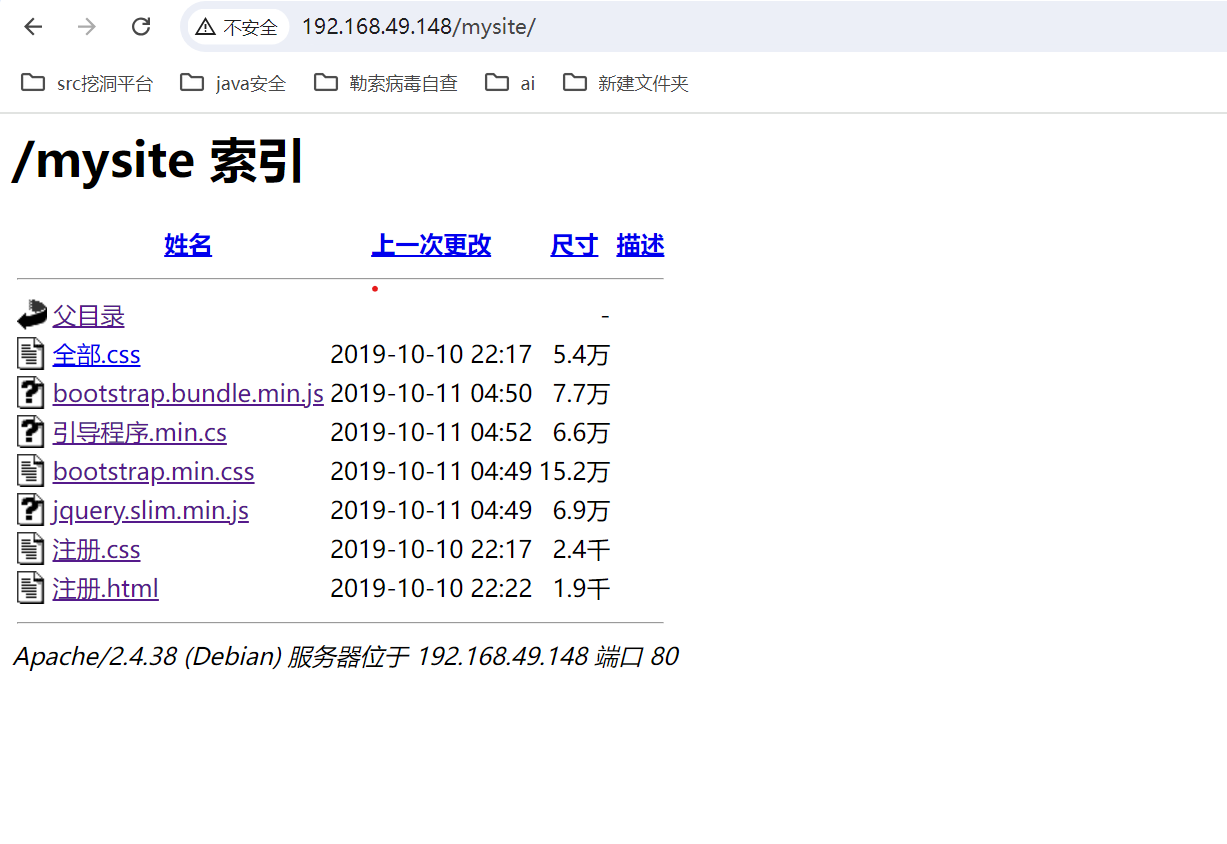 不安全 192.168.49.148/mysite/
src挖洞平台 java安全 勒索病毒自查 ai 新建文件夹
/mysite 索引
姓名 上一次更改 尺寸 描述
父目录 -
全部.css 2019-10-10 22:17 5.4万
bootstrap.bundle.min.js 2019-10-11 04:50 7.7万
引导程序.min.cs 2019-10-11 04:52 6.6万
bootstrap.min.css 2019-10-11 04:49 15.2万
jquery.slim.min.js 2019-10-11 04:49 6.9万
注册.css 2019-10-10 22:17 2.4千
注册.html 2019-10-10 22:22 1.9千
Apache/2.4.38 (Debian) 服务器位于 192.168.49.148 端口 80